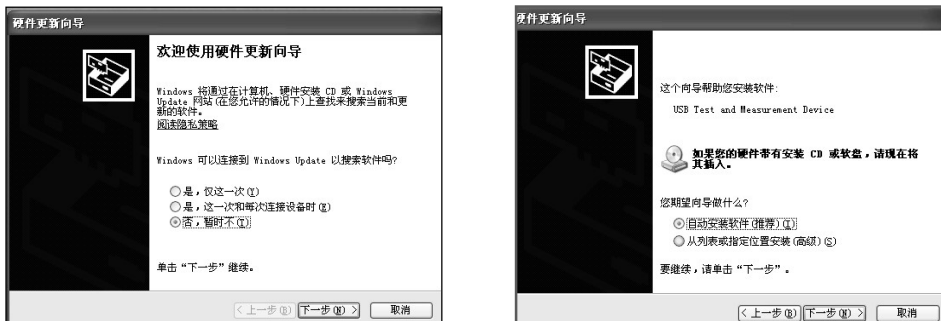 硬件更新向导
欢迎使用硬件更新向导
Windows 将通过在计算机、硬件安装 CD 或 Windows
Update 网站(在您允许的情况下)上查找来搜索当前和更
新的软件。
阅读隐私策略
Windows 可以连接到 Windows Update 以搜索软件吗?
是，仅这一次(Y)
是，这一次和每次连接设备时(E)
否，暂时不(T)
单击“下一步”继续。
< 上一步(B)
下一步(N) >
取消
硬件更新向导
这个向导帮助您安装软件:
USB Test and Measurement Device
如果您的硬件带有安装 CD 或软盘，请现在将
其插入。
您期望向导做什么?
自动安装软件(推荐)(I)
从列表或指定位置安装(高级)(S)
要继续，请单击“下一步”。
< 上一步(B)
下一步(N) >
取消